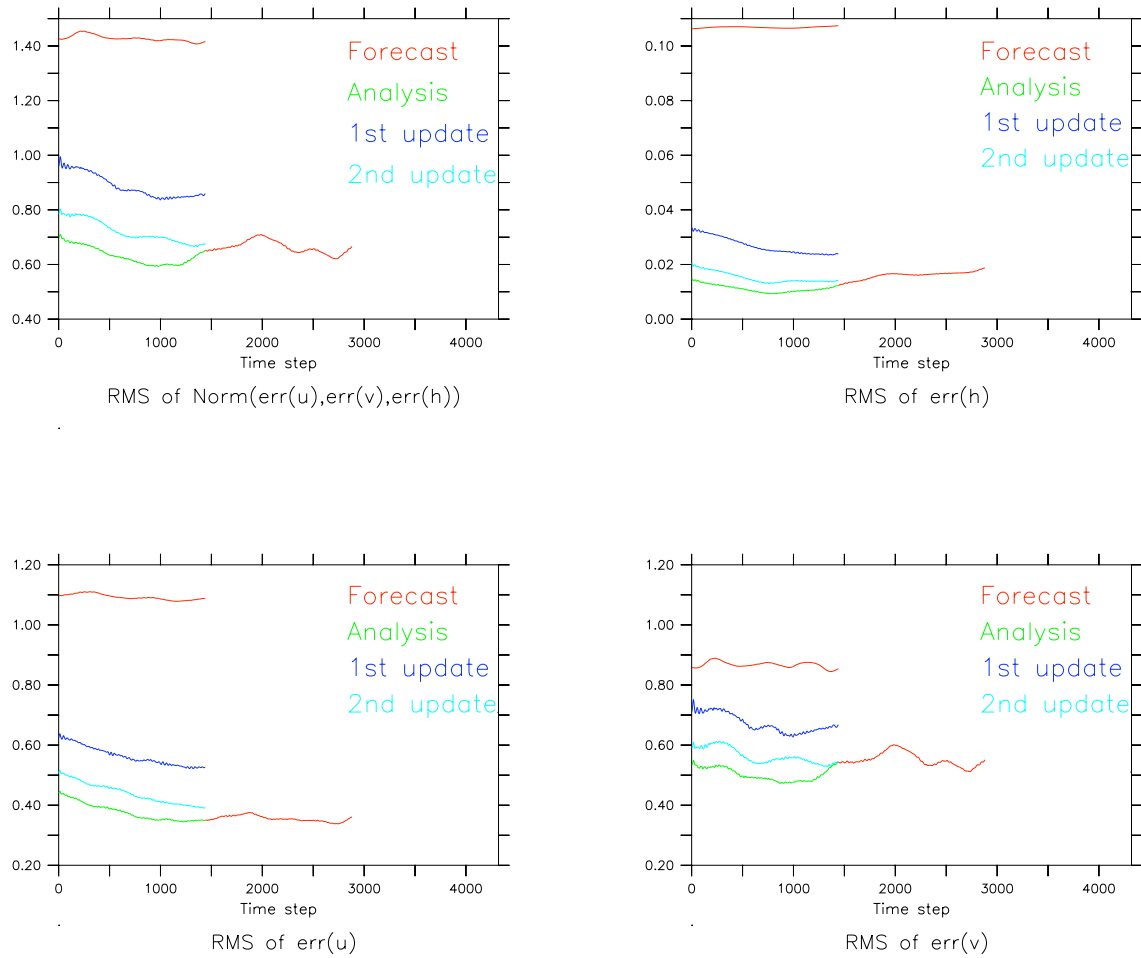 1.40
1.20
1.00
0.80
0.60
0.40
Forecast
Analysis
1st update
2nd update
0 1000 2000 3000 4000
Time step
RMS of Norm(err(u),err(v),err(h))
0.10
0.08
0.06
0.04
0.02
0.00
Forecast
Analysis
1st update
2nd update
0 1000 2000 3000 4000
Time step
RMS of err(h)
1.20
1.00
0.80
0.60
0.40
0.20
Forecast
Analysis
1st update
2nd update
0 1000 2000 3000 4000
Time step
RMS of err(u)
1.20
1.00
0.80
0.60
0.40
0.20
Forecast
Analysis
1st update
2nd update
0 1000 2000 3000 4000
Time step
RMS of err(v)